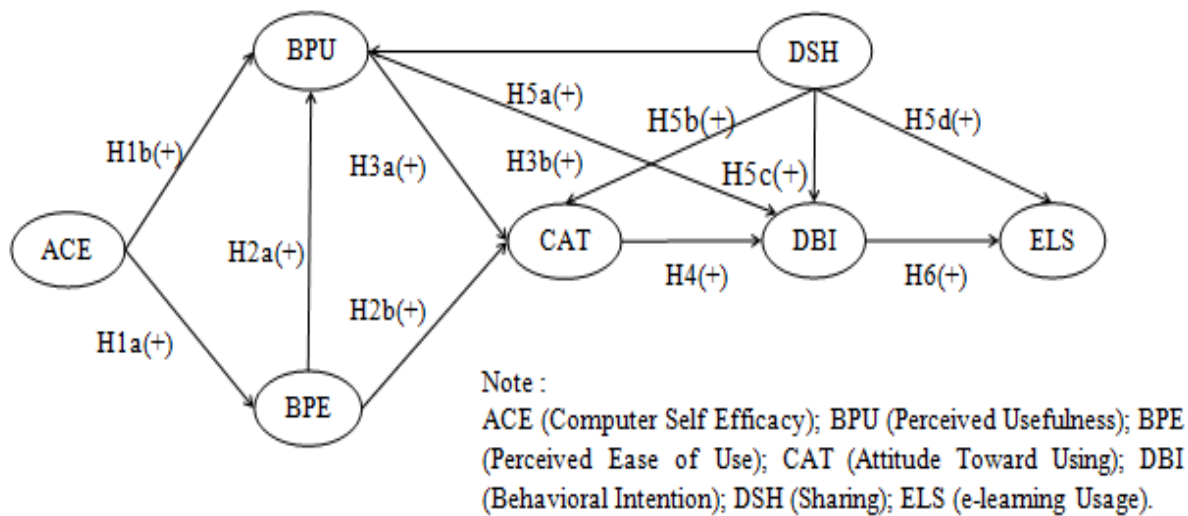 BPU
DSH
H5a(+)
H5b(+)
H5d(+)
H1b(+)
H3a(+)
H3b(+)
H5c(+)
ACE
H2a(+)
CAT
DBI
ELS
H4(+)
H6(+)
H2b(+)
H1a(+)
BPE
Note :
ACE (Computer Self Efficacy); BPU (Perceived Usefulness); BPE
(Perceived Ease of Use); CAT (Attitude Toward Using); DBI
(Behavioral Intention); DSH (Sharing); ELS (e-learning Usage).